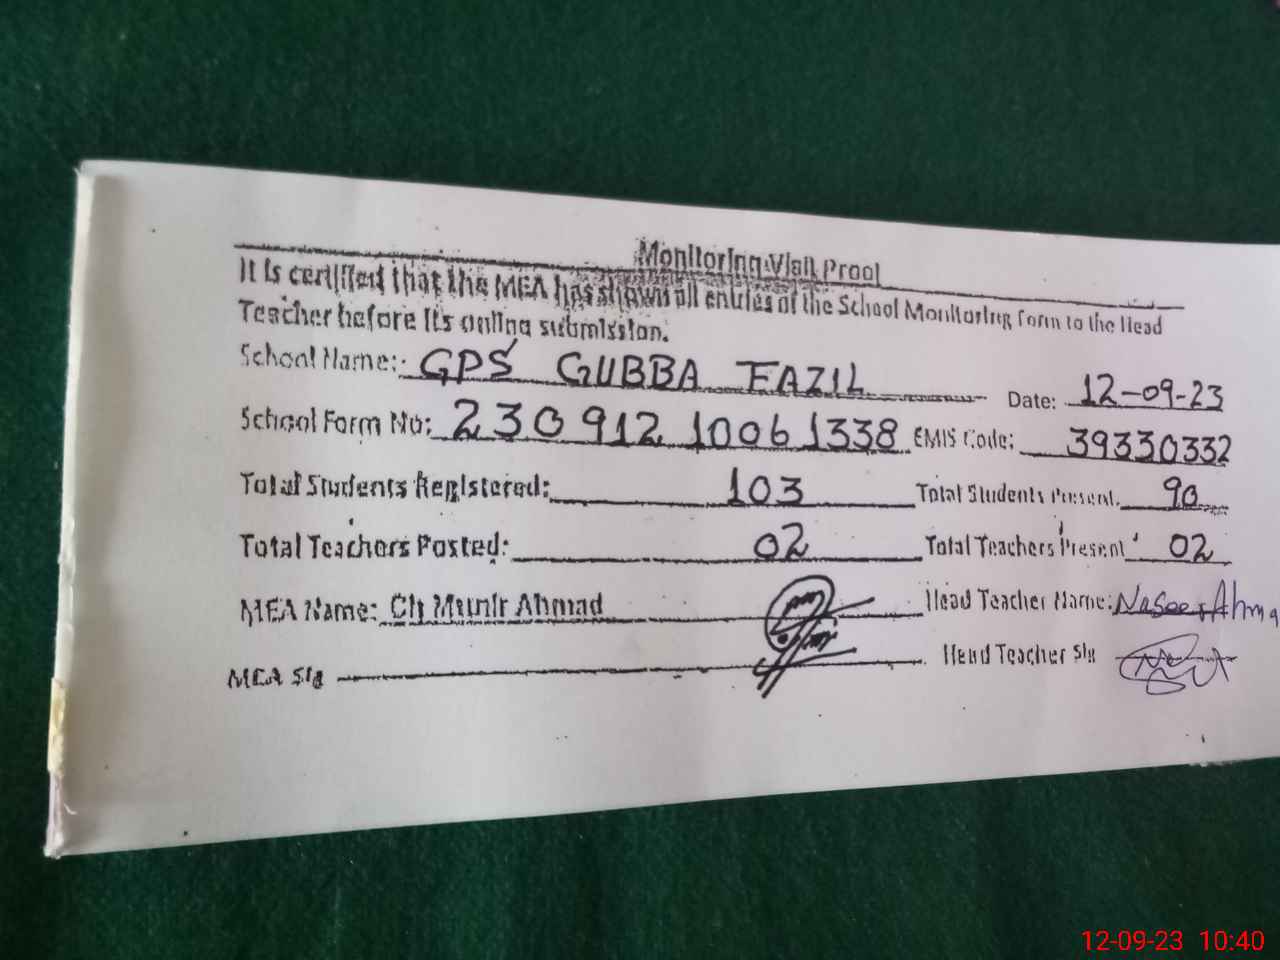 Monitoring Visit Proof
It is certified that the MEA has shown all entries of the School Monitoring Form to the Head
Teacher before its online submission.
School Name: GPS GUBBA FAZIL Date: 12-09-23
School Form No: 230912 10061338 EMIS Code: 39330332
Total Students Registered: 103 Total Students Present. 90
Total Teachers Posted: 02 Total Teachers Present 02
MEA Name: Ch Munir Ahmad Head Teacher Name: Naseer Ahma
MEA Sig Head Teacher Sig
12-09-23 10:40